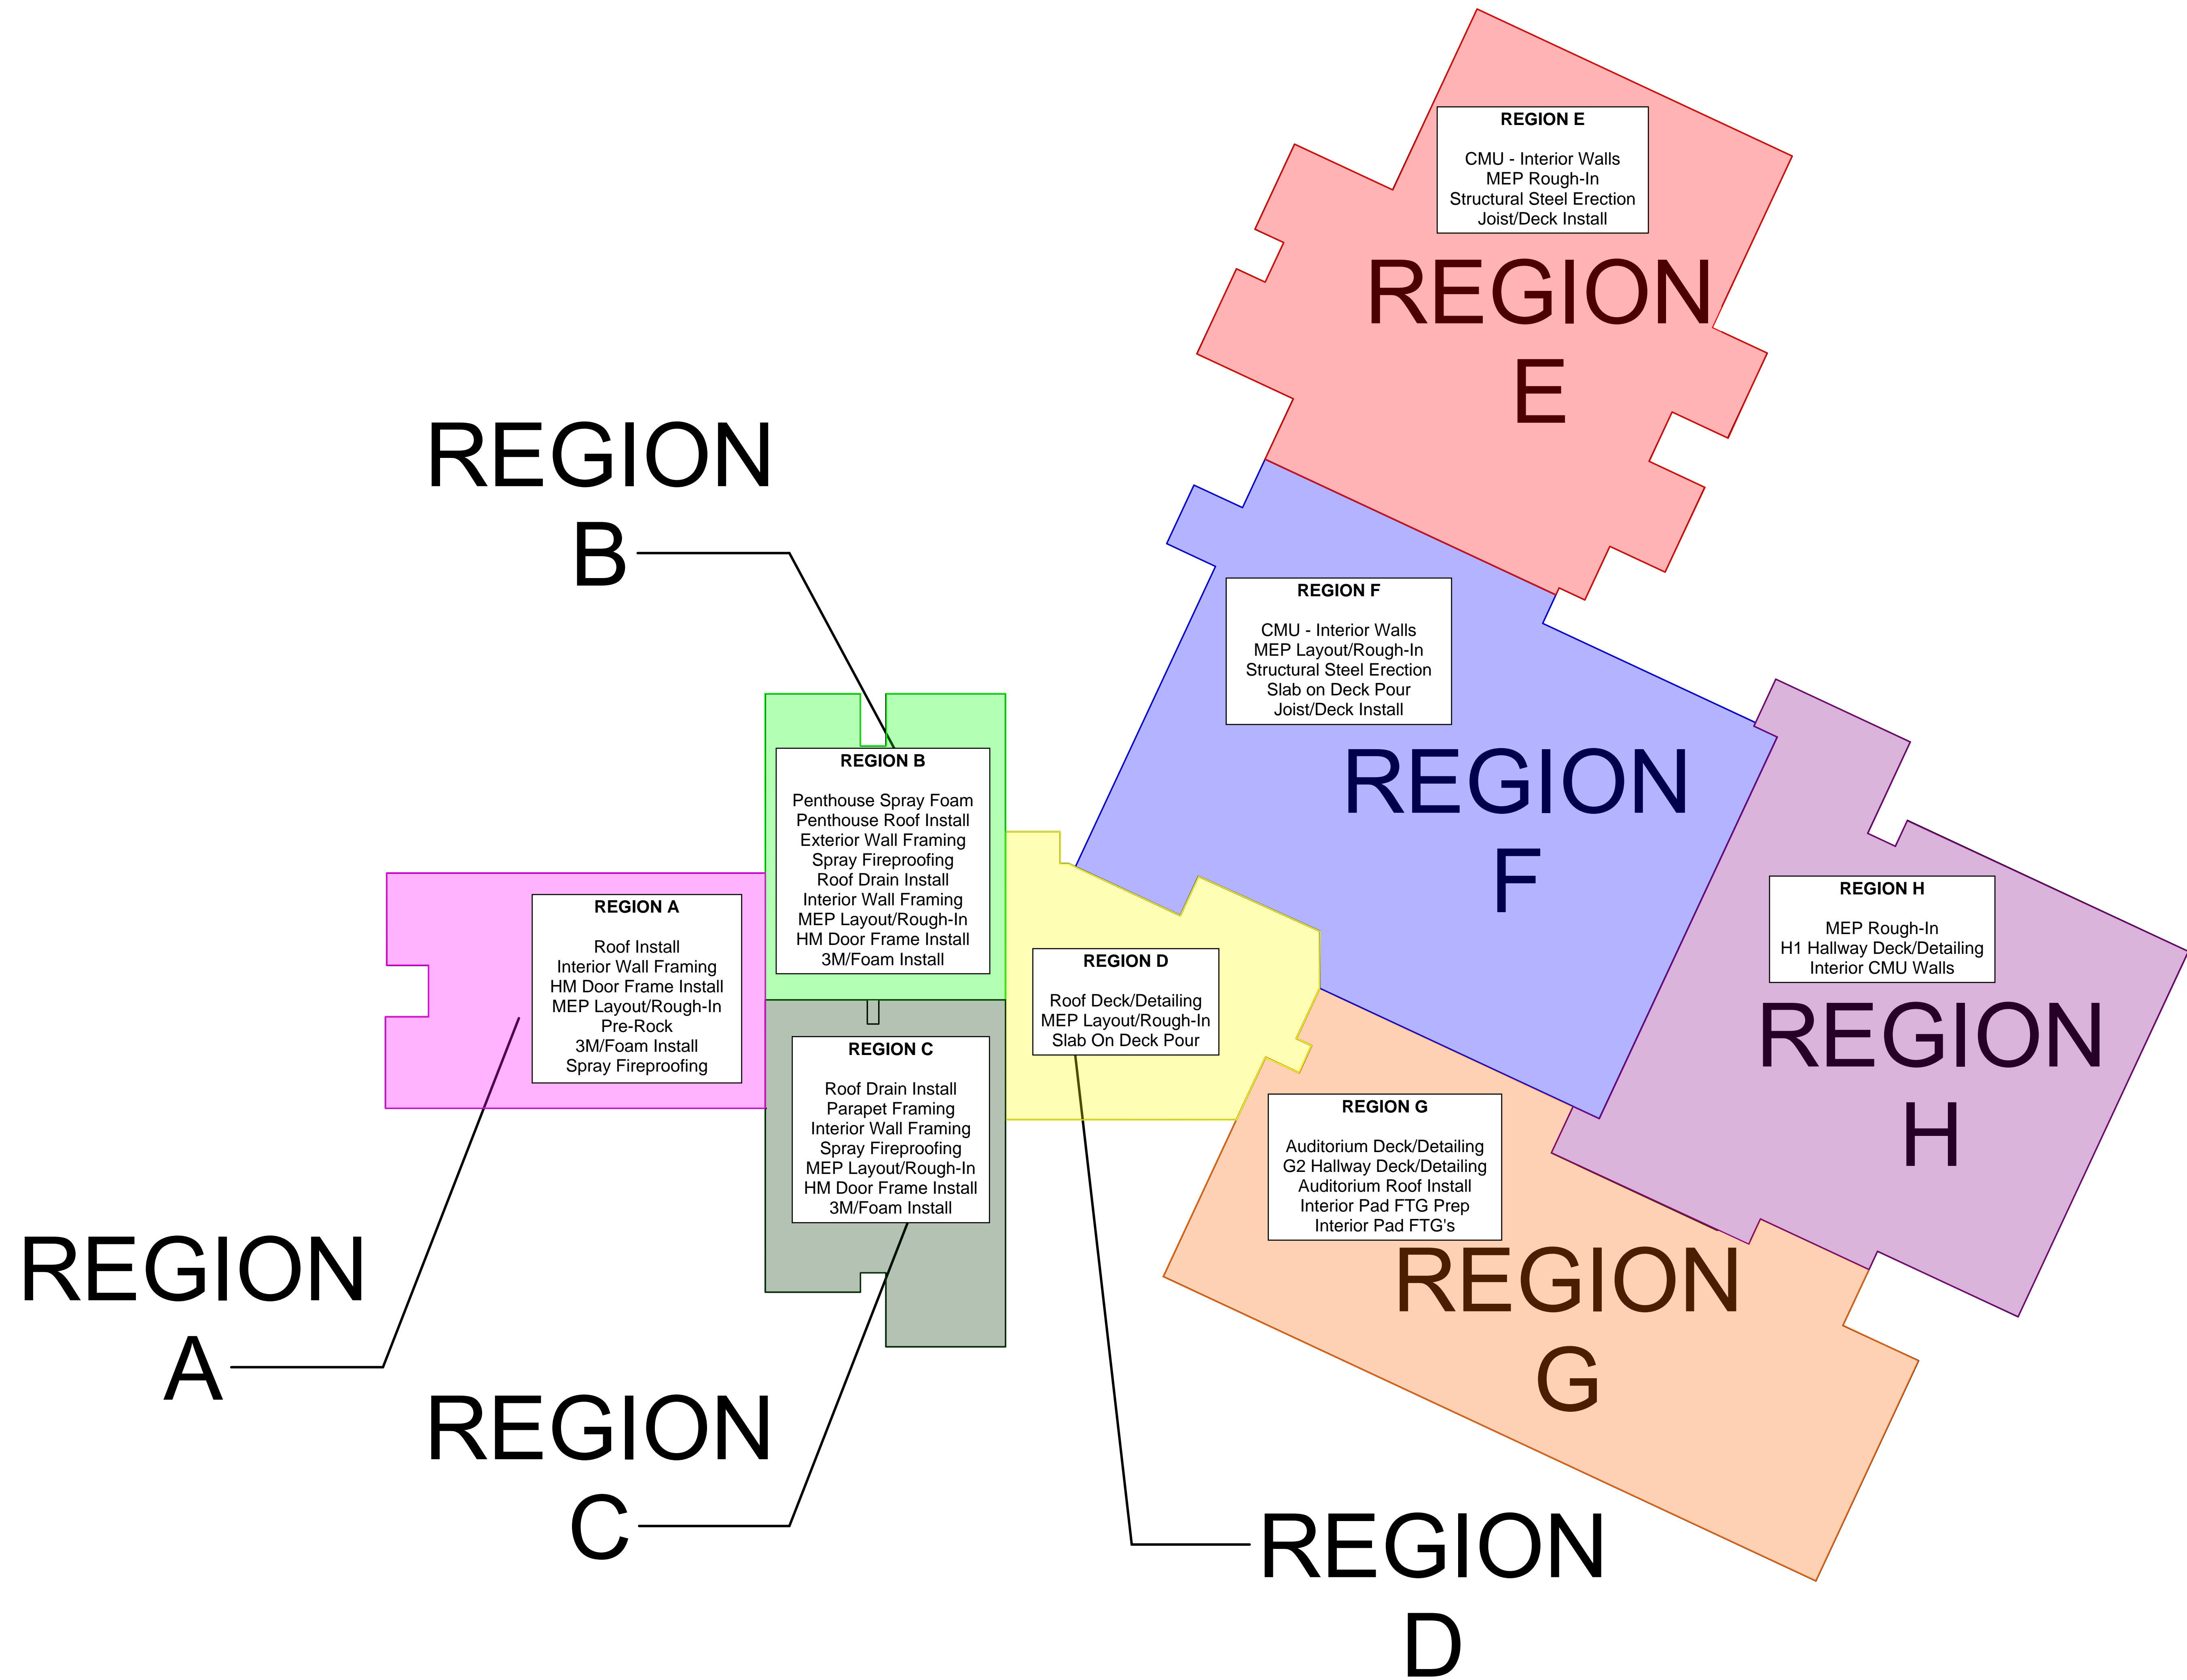 REGION E
CMU - Interior Walls
MEP Rough-In
Structural Steel Erection
Joist/Deck Install
REGION
E
REGION
B
REGION F
CMU - Interior Walls
MEP Layout/Rough-In
Structural Steel Erection
Slab on Deck Pour
Joist/Deck Install
REGION
F
REGION B
Penthouse Spray Foam
Penthouse Roof Install
Exterior Wall Framing
Spray Fireproofing
Roof Drain Install
Interior Wall Framing
MEP Layout/Rough-In
HM Door Frame Install
3M/Foam Install
REGION A
Roof Install
Interior Wall Framing
HM Door Frame Install
MEP Layout/Rough-In
Pre-Rock
3M/Foam Install
Spray Fireproofing
REGION D
Roof Deck/Detailing
MEP Layout/Rough-In
Slab On Deck Pour
REGION H
MEP Rough-In
H1 Hallway Deck/Detailing
Interior CMU Walls
REGION
H
REGION C
Roof Drain Install
Parapet Framing
Interior Wall Framing
Spray Fireproofing
MEP Layout/Rough-In
HM Door Frame Install
3M/Foam Install
REGION G
Auditorium Deck/Detailing
G2 Hallway Deck/Detailing
Auditorium Roof Install
Interior Pad FTG Prep
Interior Pad FTG's
REGION
G
REGION
A
REGION
C
REGION
D